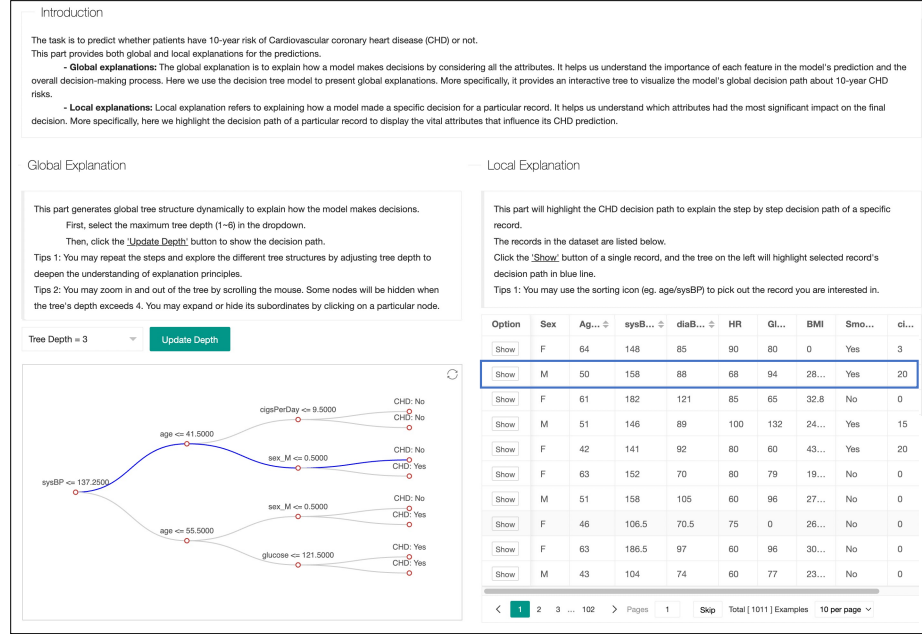 Introduction
The task is to predict whether patients have 10-year risk of Cardiovascular coronary heart disease (CHD) or not.
This part provides both global and local explanations for the predictions.
- Global explanations: The global explanation is to explain how a model makes decisions by considering all the attributes. It helps us understand the importance of each feature in the model's prediction and the
overall decision-making process. Here we use the decision tree model to present global explanations. More specifically, it provides an interactive tree to visualize the model's global decision path about 10-year CHD
risks.
- Local explanations: Local explanation refers to explaining how a model made a specific decision for a particular record. It helps us understand which attributes had the most significant impact on the final
decision. More specifically, here we highlight the decision path of a particular record to display the vital attributes that influence its CHD prediction.
Global Explanation
This part generates global tree structure dynamically to explain how the model makes decisions.
First, select the maximum tree depth (1~6) in the dropdown.
Then, click the 'Update Depth' button to show the decision path.
Tips 1: You may repeat the steps and explore the different tree structures by adjusting tree depth to
deepen the understanding of explanation principles.
Tips 2: You may zoom in and out of the tree by scrolling the mouse. Some nodes will be hidden when
the tree's depth exceeds 4. You may expand or hide its subordinates by clicking on a particular node.
Tree Depth = 3
Update Depth
CHD: No
cigsPerDay <= 9.5000
CHD: No
age <= 41.5000
CHD: No
sex_M <= 0.5000
CHD: Yes
sysBP <= 137.2500
CHD: No
sex_M <= 0.5000
CHD: Yes
age <= 55.5000
CHD: Yes
glucose <= 121.5000
CHD: Yes
Local Explanation
This part will highlight the CHD decision path to explain the step by step decision path of a specific
record.
The records in the dataset are listed below.
Click the 'Show' button of a single record, and the tree on the left will highlight selected record's
decision path in blue line.
Tips 1: You may use the sorting icon (eg. age/sysBP) to pick out the record you are interested in.
Option Sex Ag... sysB... diaB... HR Gl... BMI Smo... ci...
Show F 64 148 85 90 80 0 Yes 3
Show M 50 158 88 68 94 28... Yes 20
Show F 61 182 121 85 65 32.8 No 0
Show M 51 146 89 100 132 24... Yes 15
Show F 42 141 92 80 60 43... Yes 20
Show F 63 152 70 80 79 19... No 0
Show M 51 158 105 60 96 27... No 0
Show F 46 106.5 70.5 75 0 26... No 0
Show F 63 186.5 97 60 96 30... No 0
Show M 43 104 74 60 77 23... No 0
1 2 3 ... 102 Pages 1 Skip Total [ 1011 ] Examples 10 per page